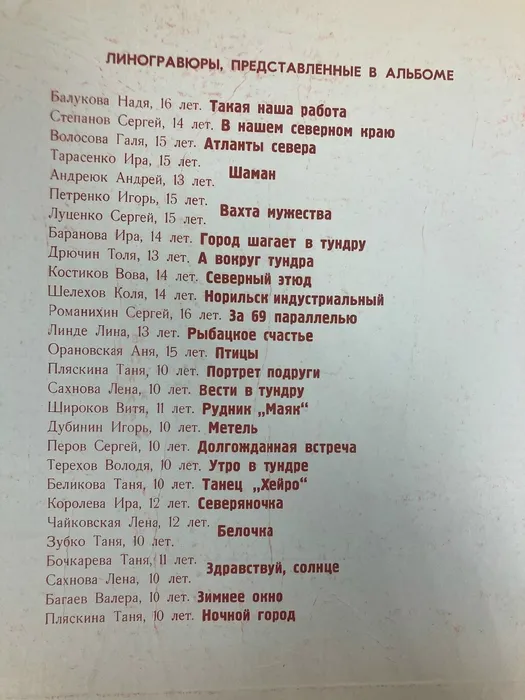 ЛИНОГРАВЮРЫ, ПРЕДСТАВЛЕННЫЕ В АЛЬБОМЕ
Балукова Надя, 16 лет. Такая наша работа
Степанов Сергей, 14 лет. В нашем северном краю
Волосова Галя, 15 лет. Атланты севера
Тарасенко Ира, 15 лет.
Шаман
Андреюк Андрей, 13 лет.
Петренко Игорь, 15 лет.
Вахта мужества
Луценко Сергей, 15 лет.
Баранова Ира, 14 лет. Город шагает в тундру
Дрючин Толя, 13 лет. А вокруг тундра
Костиков Вова, 14 лет. Северный этюд
Шелехов Коля, 14 лет. Норильск индустриальный
Романихин Сергей, 16 лет. За 69 параллелью
Линде Лина, 13 лет. Рыбацкое счастье
Орановская Аня, 15 лет. Птицы
Пляскина Таня, 10 лет. Портрет подруги
Сахнова Лена, 10 лет. Вести в тундру
Широков Витя, 11 лет. Рудник „Маяк“
Дубинин Игорь, 10 лет. Метель
Перов Сергей, 10 лет. Долгожданная встреча
Терехов Володя, 10 лет. Утро в тундре
Беликова Таня, 10 лет. Танец „Хейро“
Королева Ира, 12 лет. Северяночка
Чайковская Лена, 12 лет.
Белочка
Зубко Таня, 10 лет.
Бочкарева Таня, 11 лет.
Здравствуй, солнце
Сахнова Лена, 10 лет.
Багаев Валера, 10 лет. Зимнее окно
Пляскина Таня, 10 лет. Ночной город